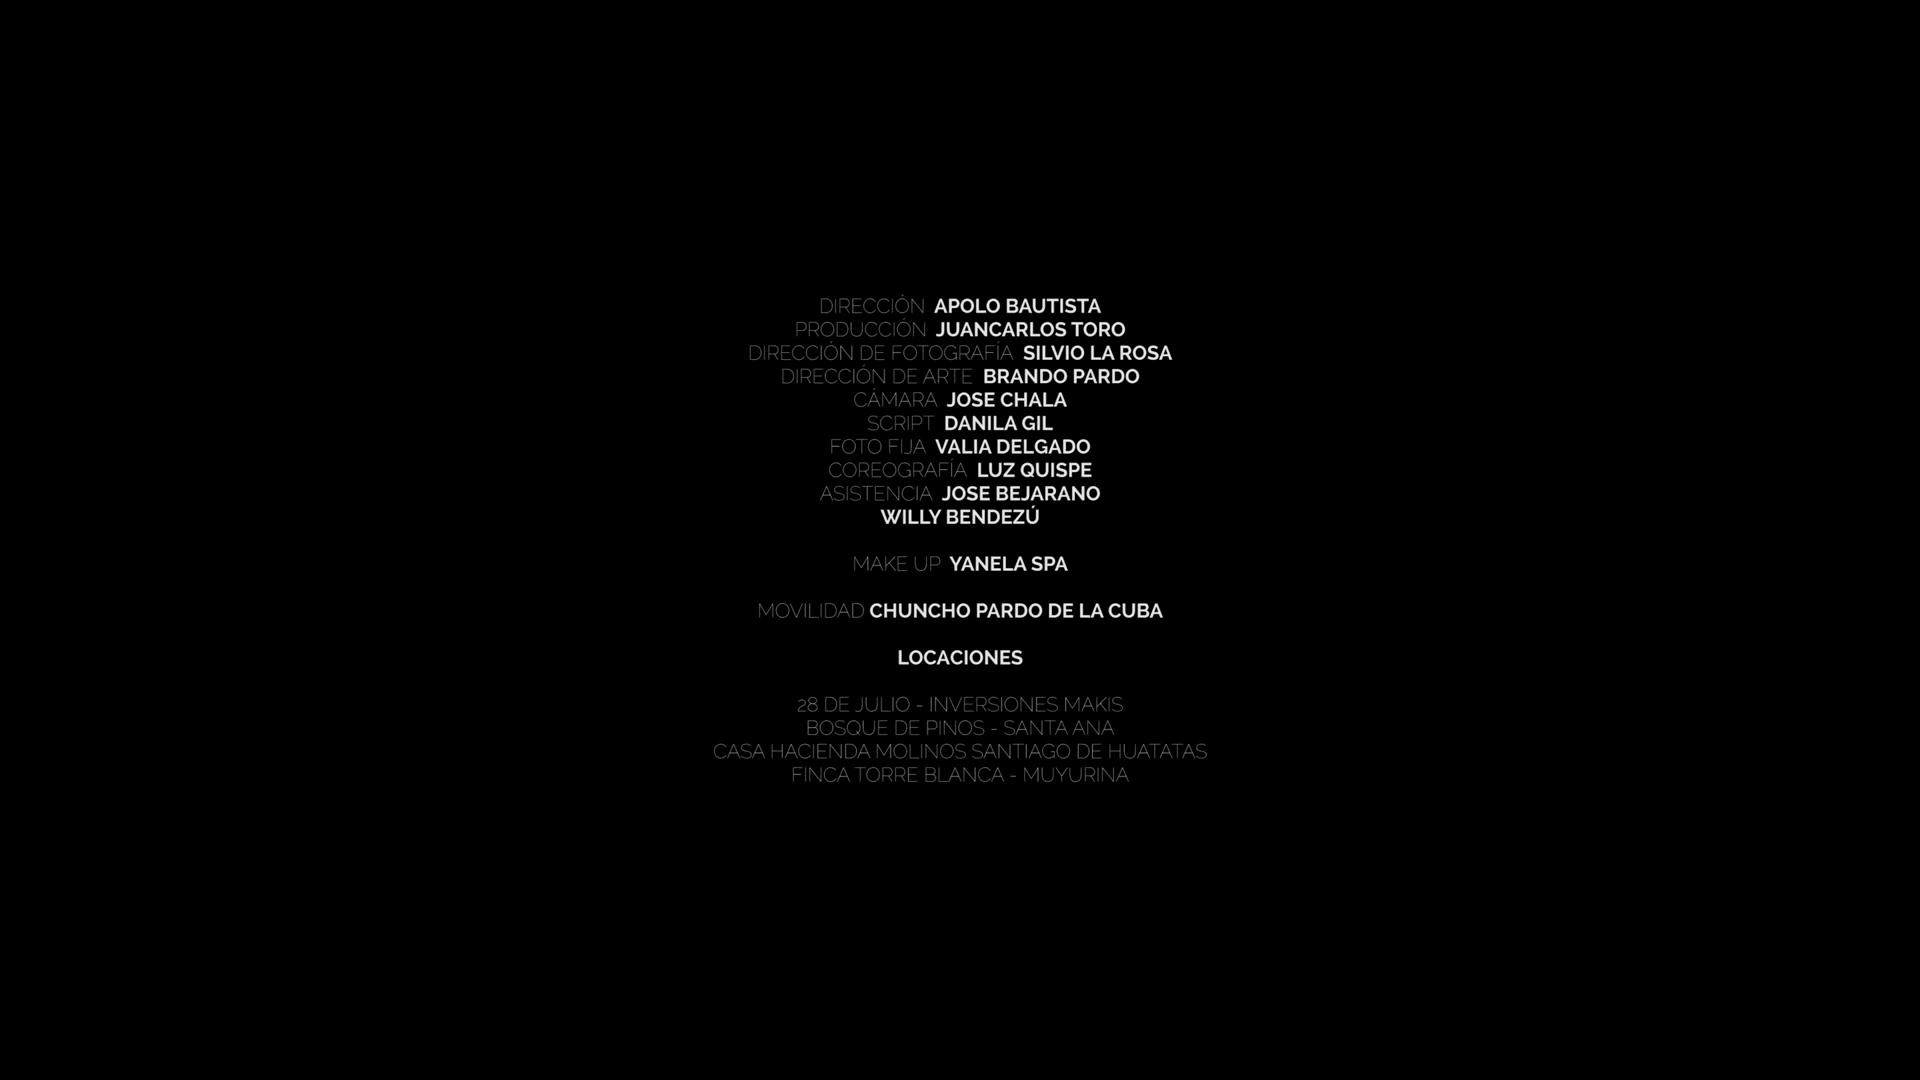 DIRECCIÓN APOLO BAUTISTA
PRODUCCIÓN JUANCARLOS TORO
DIRECCIÓN DE FOTOGRAFÍA SILVIO LA ROSA
DIRECCIÓN DE ARTE BRANDO PARDO
CÁMARA JOSE CHALA
SCRIPT DANILA GIL
FOTO FIJA VALIA DELGADO
COREOGRAFÍA LUZ QUISPE
ASISTENCIA JOSE BEJARANO
WILLY BENDEZÚ
MAKE UP YANELA SPA
MOVILIDAD CHUNCHO PARDO DE LA CUBA
LOCACIONES
28 DE JULIO - INVERSIONES MAKIS
BOSQUE DE PINOS - SANTA ANA
CASA HACIENDA MOLINOS SANTIAGO DE HUATATAS
FINCA TORRE BLANCA - MUYURINA